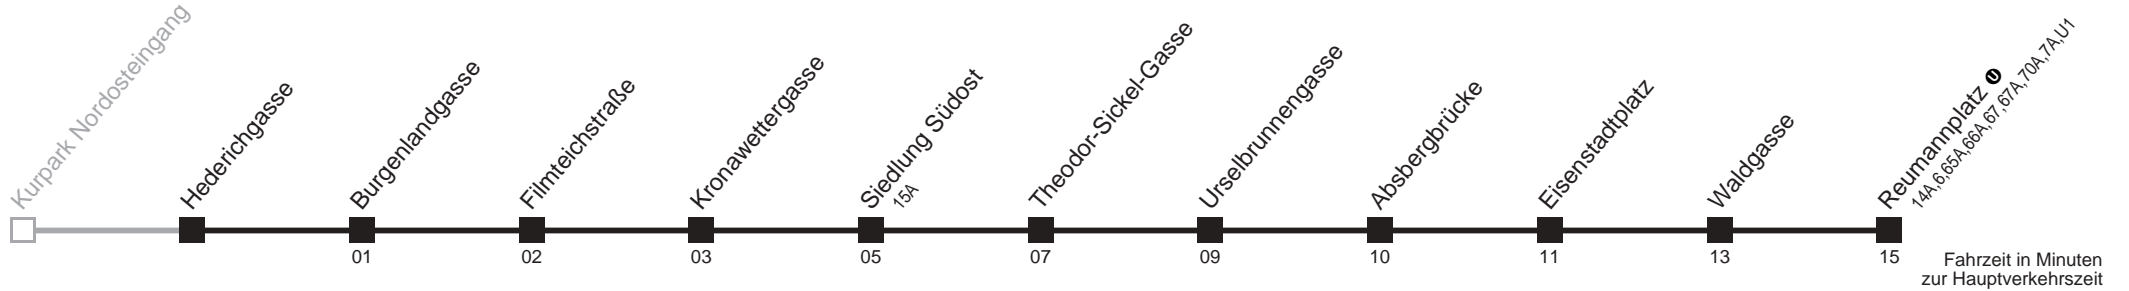 Kurpark Nordosteingang
Hederichgasse
Burgenlandgasse
01
Filmteichstraße
02
Kronawettergasse
03
Siedlung Südost
15A
05
Theodor-Sickel-Gasse
07
Urselbrunnengasse
09
Absbergbrücke
10
Eisenstadtplatz
11
Waldgasse
13
Reumannplatz U
14A,6,65A,66A,67,67A,70A,7A,U1
15
Fahrzeit in Minuten
zur Hauptverkehrszeit